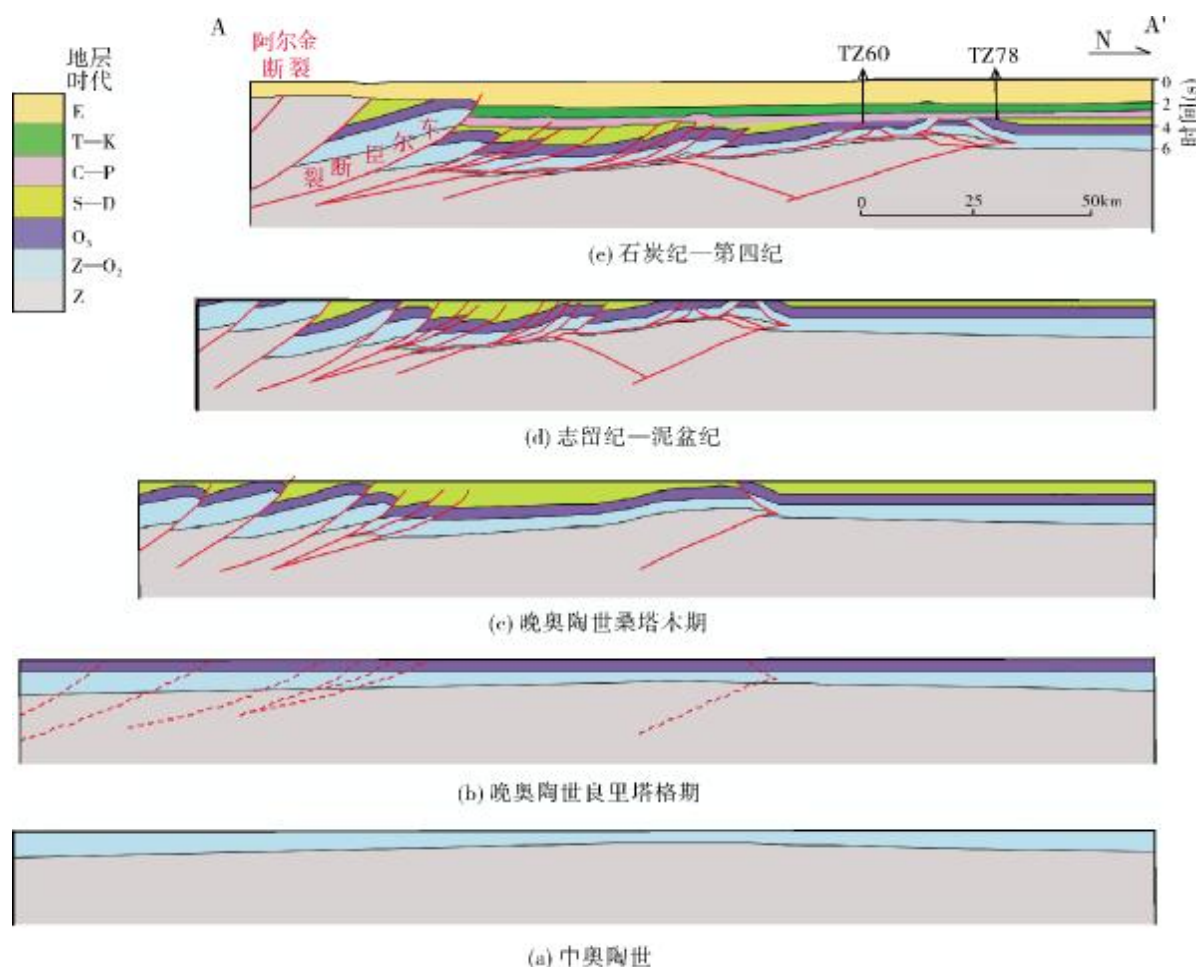 A
A'
阿尔金
断裂
N
TZ60
TZ78
地层
时代
E
T—K
C—P
S—D
O₃
Z—O₂
Z
车尔臣断裂
0
2
4
6
时间(s)
0
25
50km
(e) 石炭纪—第四纪
(d) 志留纪—泥盆纪
(c) 晚奥陶世桑塔木期
(b) 晚奥陶世良里塔格期
(a) 中奥陶世